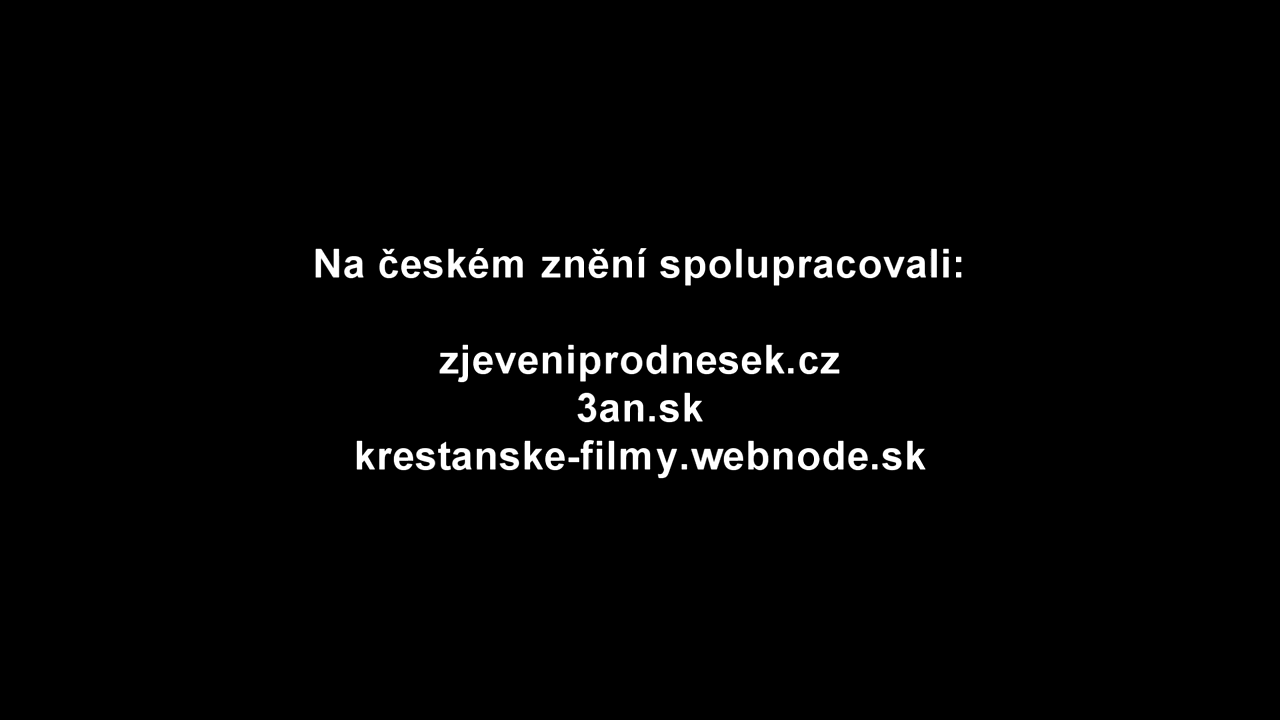 Na českém znění spolupracovali:
zjeveniprodnesek.cz
3an.sk
krestanske-filmy.webnode.sk